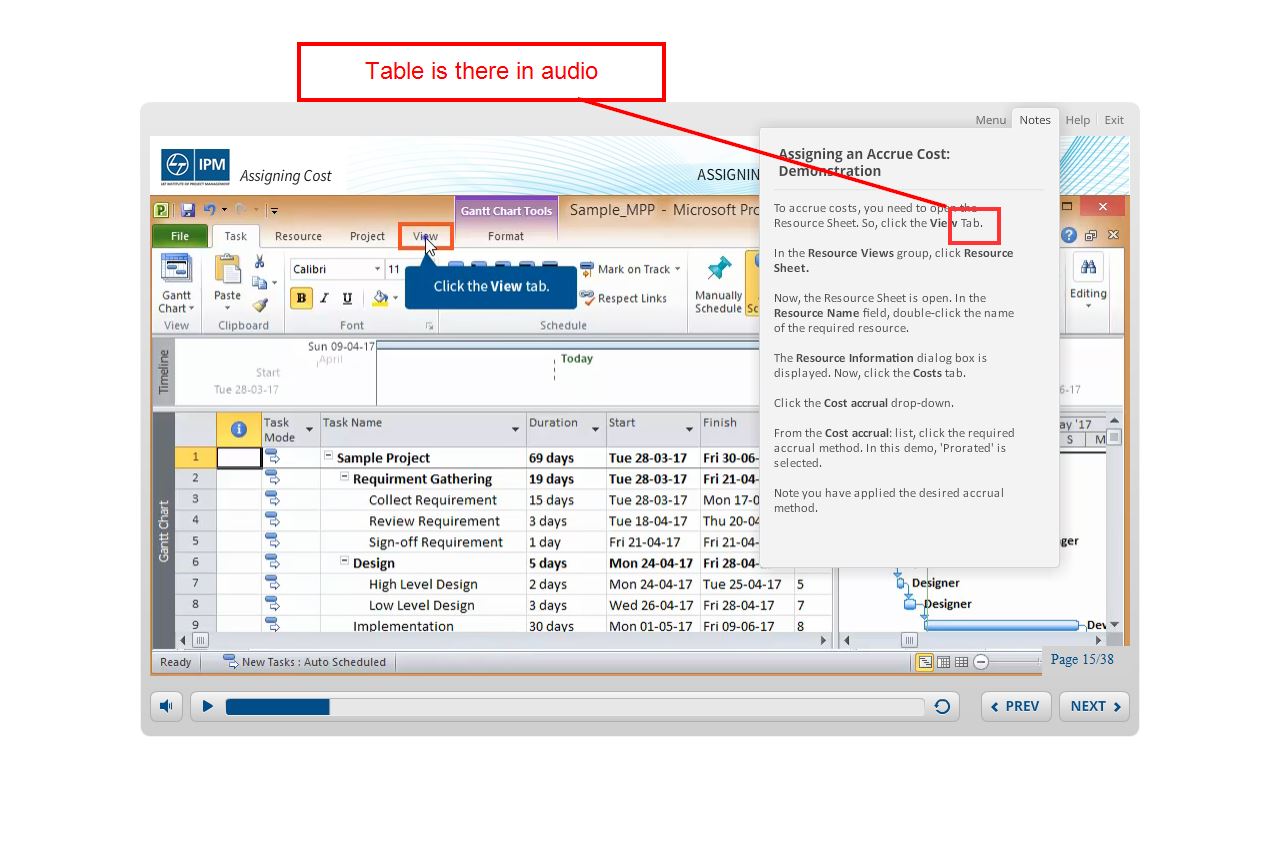 Table is there in audio
Menu Notes Help Exit
IPM
L&T INSTITUTE OF PROJECT MANAGEMENT
Assigning Cost
ASSIGNING
Assigning an Accrue Cost:
Demonstration
To accrue costs, you need to open the
Resource Sheet. So, click the View Tab.
In the Resource Views group, click Resource
Sheet.
Now, the Resource Sheet is open. In the
Resource Name field, double-click the name
of the required resource.
The Resource Information dialog box is
displayed. Now, click the Costs tab.
Click the Cost accrual drop-down.
From the Cost accrual: list, click the required
accrual method. In this demo, 'Prorated' is
selected.
Note you have applied the desired accrual
method.
Gantt Chart Tools
Sample_MPP - Microsoft Pro
File Task Resource Project View Format
Calibri 11
Mark on Track
Click the View tab.
B I U
Respect Links
Gantt
Chart
Paste
Manually
Schedule
Sc
Editing
View Clipboard Font Schedule
Timeline
Sun 09-04-17
April
Today
Start
Tue 28-03-17
6-17
Task
Mode
Task Name Duration Start Finish
ay '17
S M
Gantt Chart
1 Sample Project 69 days Tue 28-03-17 Fri 30-06-
2 Requirment Gathering 19 days Tue 28-03-17 Fri 21-04-
3 Collect Requirement 15 days Tue 28-03-17 Mon 17-0
4 Review Requirement 3 days Tue 18-04-17 Thu 20-04
5 Sign-off Requirement 1 day Fri 21-04-17 Fri 21-04-
ger
6 Design 5 days Mon 24-04-17 Fri 28-04-
7 High Level Design 2 days Mon 24-04-17 Tue 25-04-17 5 Designer
8 Low Level Design 3 days Wed 26-04-17 Fri 28-04-17 7 Designer
9 Implementation 30 days Mon 01-05-17 Fri 09-06-17 8 Dev
Ready New Tasks : Auto Scheduled
Page 15/38
PREV NEXT